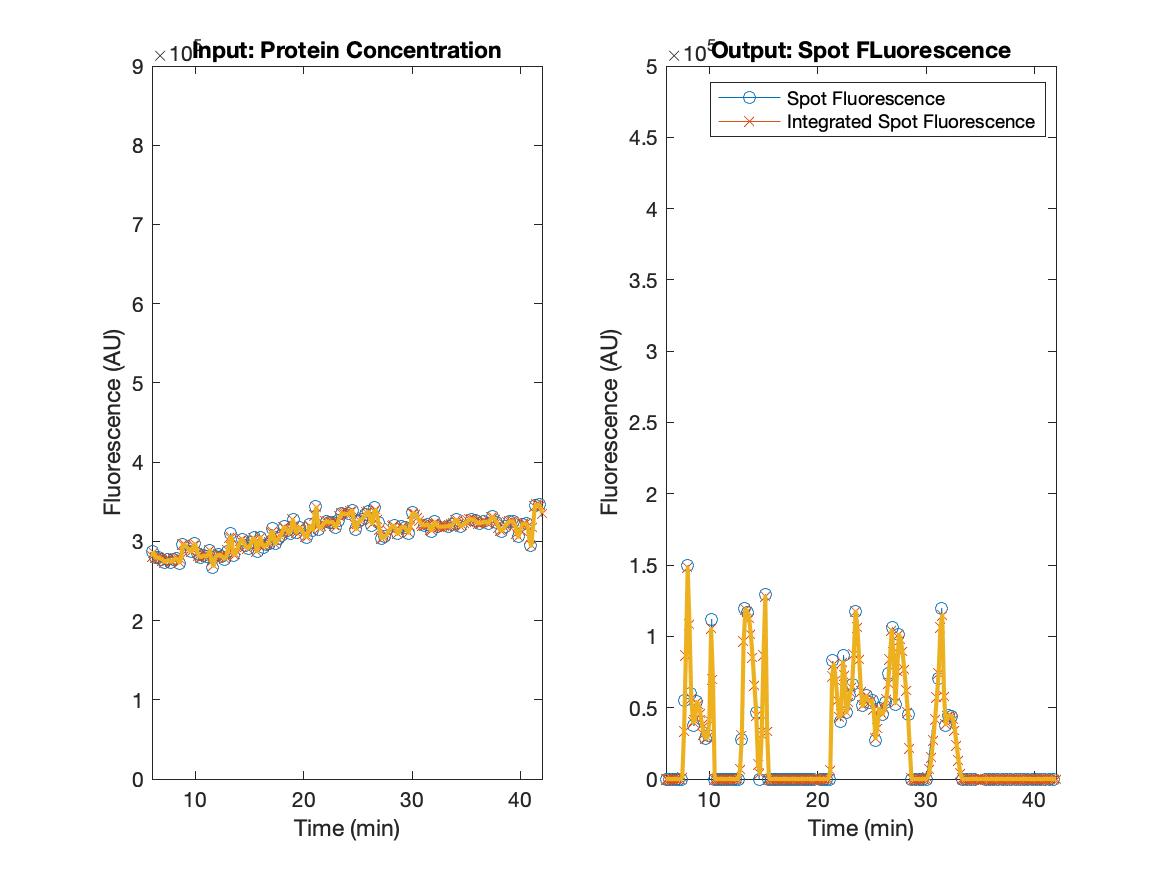 ×10^5
Input: Protein Concentration
9
8
7
6
5
4
3
2
1
0
Fluorescence (AU)
10 20 30 40
Time (min)
×10^5
Output: Spot FLuorescence
Spot Fluorescence
Integrated Spot Fluorescence
5
4.5
4
3.5
3
2.5
2
1.5
1
0.5
0
Fluorescence (AU)
10 20 30 40
Time (min)